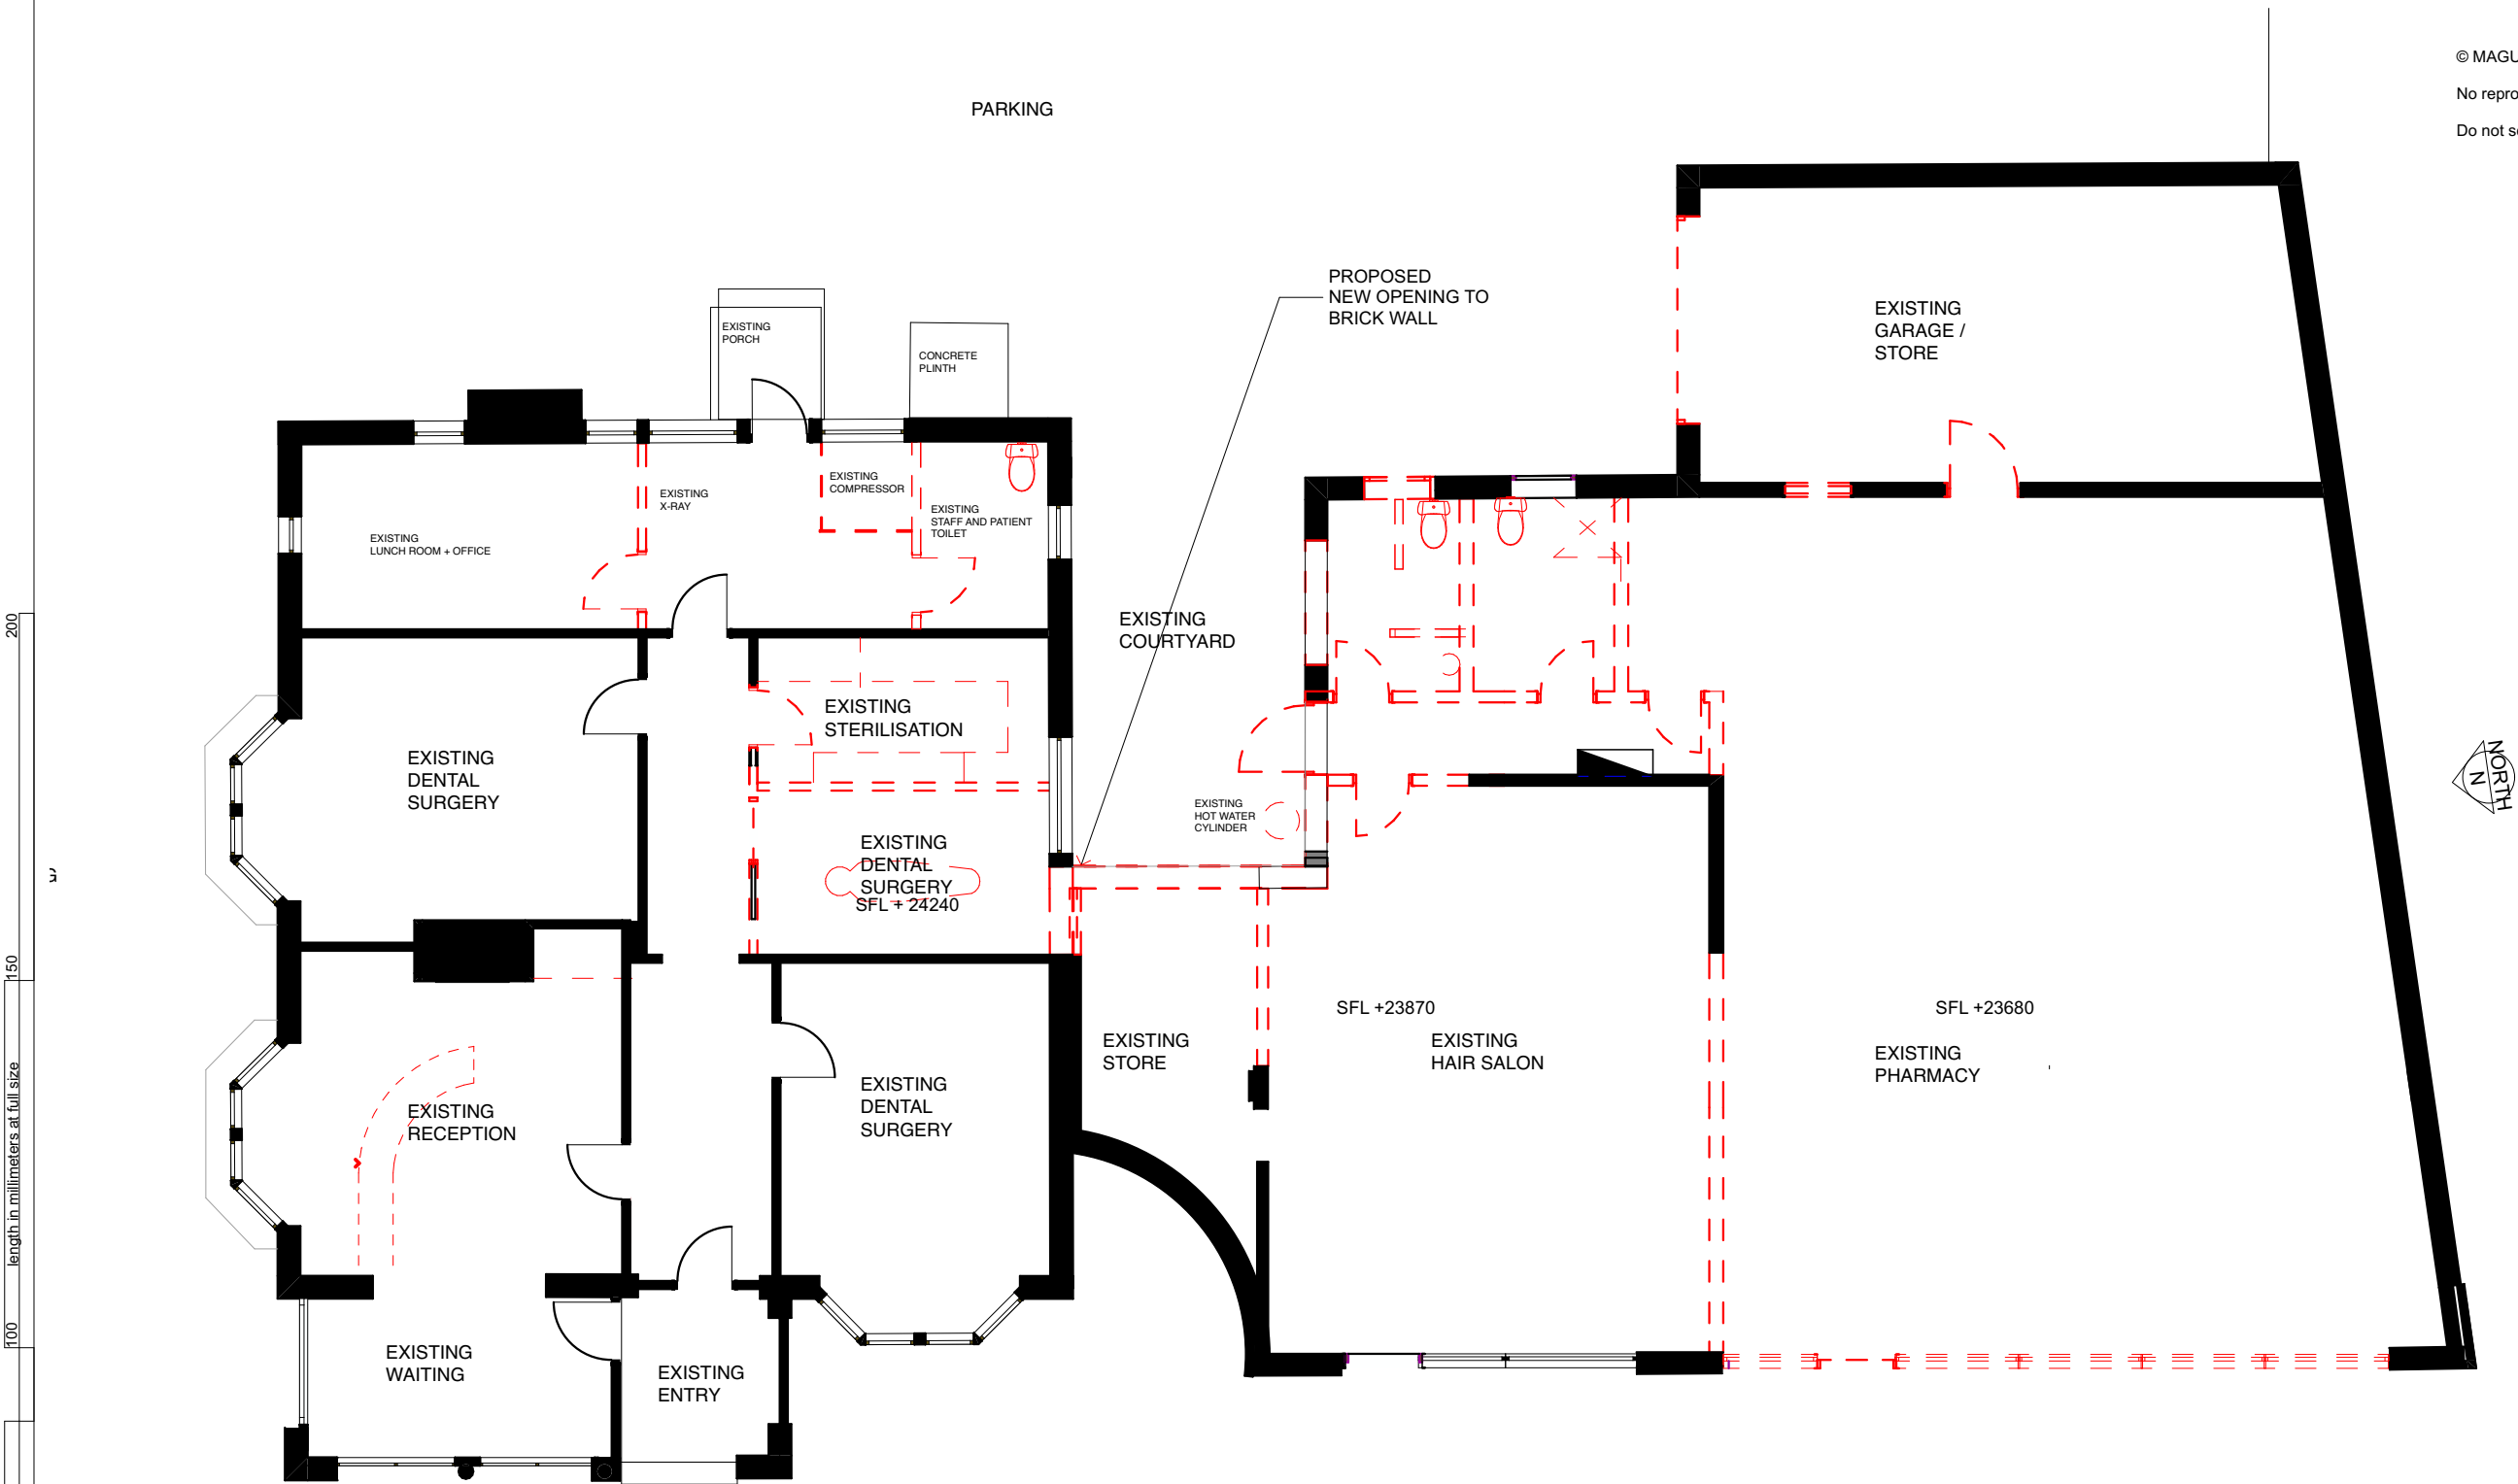 © MAGU
No repro
Do not s
PARKING
PROPOSED
NEW OPENING TO
BRICK WALL
EXISTING
GARAGE /
STORE
EXISTING
PORCH
CONCRETE
PLINTH
EXISTING
COMPRESSOR
EXISTING
X-RAY
EXISTING
STAFF AND PATIENT
TOILET
EXISTING
LUNCH ROOM + OFFICE
EXISTING
COURTYARD
EXISTING
STERILISATION
EXISTING
DENTAL
SURGERY
EXISTING
HOT WATER
CYLINDER
EXISTING
DENTAL
SURGERY
SFL + 24240
NORTH
N
SFL +23870
SFL +23680
EXISTING
STORE
EXISTING
HAIR SALON
EXISTING
PHARMACY
EXISTING
RECEPTION
EXISTING
DENTAL
SURGERY
EXISTING
WAITING
EXISTING
ENTRY
200
150
length in millimeters at full size
100